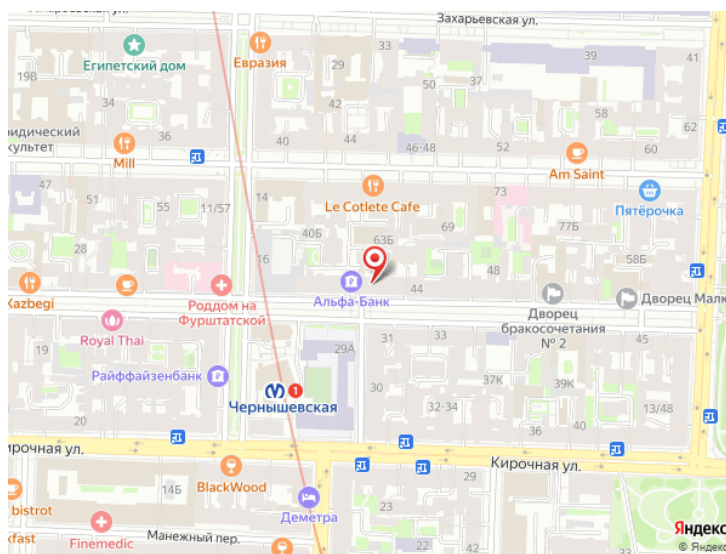 Захарьевская ул.
Египетский дом
Евразия
19В
29
33
39
41
34
42
50
36
40
44
46-48
52
58
60
62
ридический
культет
Mill
Am Saint
Le Cotlete Cafe
Пятёрочка
47
51
55
11/57
14
16
40Б
63Б
73
77Б
58Б
28
44
48
Kazbegi
Роддом на
Фурштатской
Альфа-Банк
Дворец
бракосочетания
№ 2
Дворец Малю
Royal Thai
19
Райффайзенбанк
29А
31
33
45
30
37К
39К
32-34
36
40
13/48
Чернышевская
1
20
22
ирочная ул.
Кирочная ул.
BlackWood
14Б
Деметра
bistrot
kfast
Finemedic
Манежный пер.
Яндекс
© Яндекс